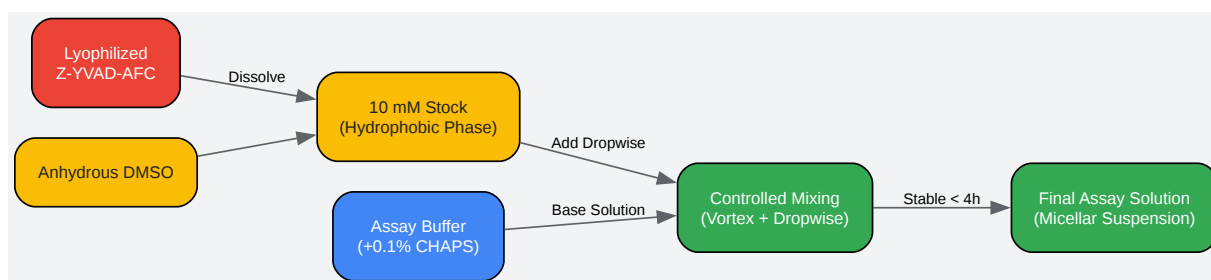 Lyophilized
Z-YVAD-AFC
Dissolve
Anhydrous DMSO
10 mM Stock
(Hydrophobic Phase)
Add Dropwise
Assay Buffer
(+0.1% CHAPS)
Base Solution
Controlled Mixing
(Vortex + Dropwise)
Stable < 4h
Final Assay Solution
(Micellar Suspension)